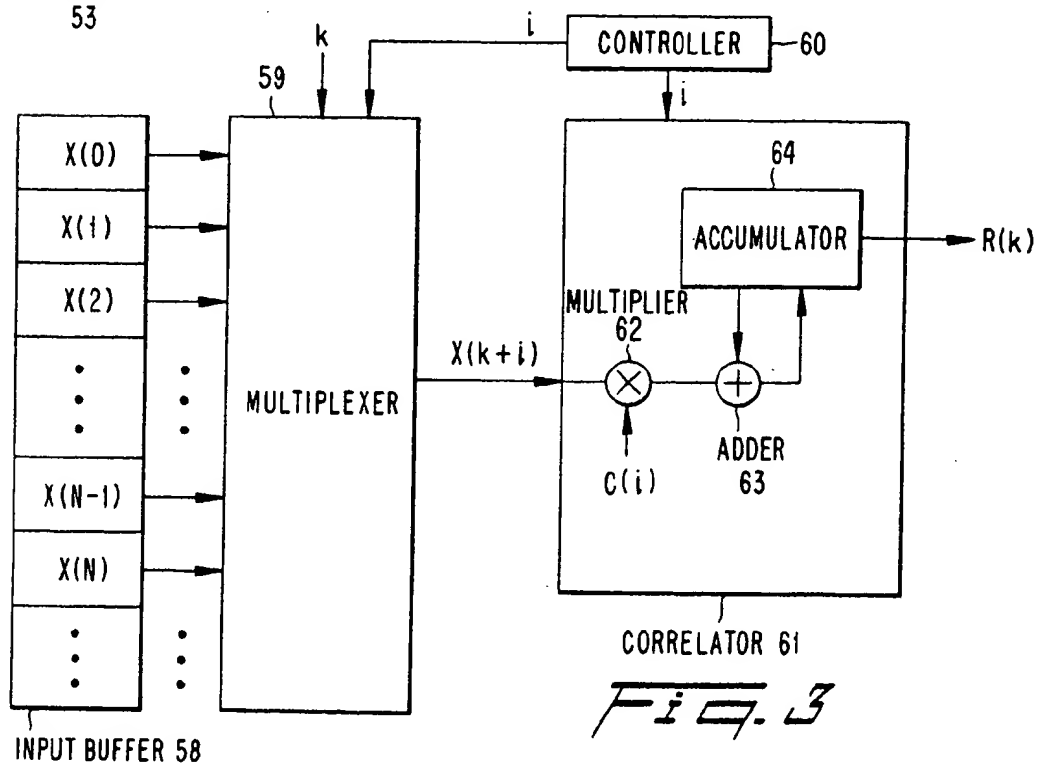 53
k
i
CONTROLLER
60
59
i
X(0)
X(1)
X(2)
X(N-1)
X(N)
MULTIPLEXER
X(k+i)
64
ACCUMULATOR
R(k)
MULTIPLIER
62
C(i)
ADDER
63
CORRELATOR 61
INPUT BUFFER 58
Fig. 3